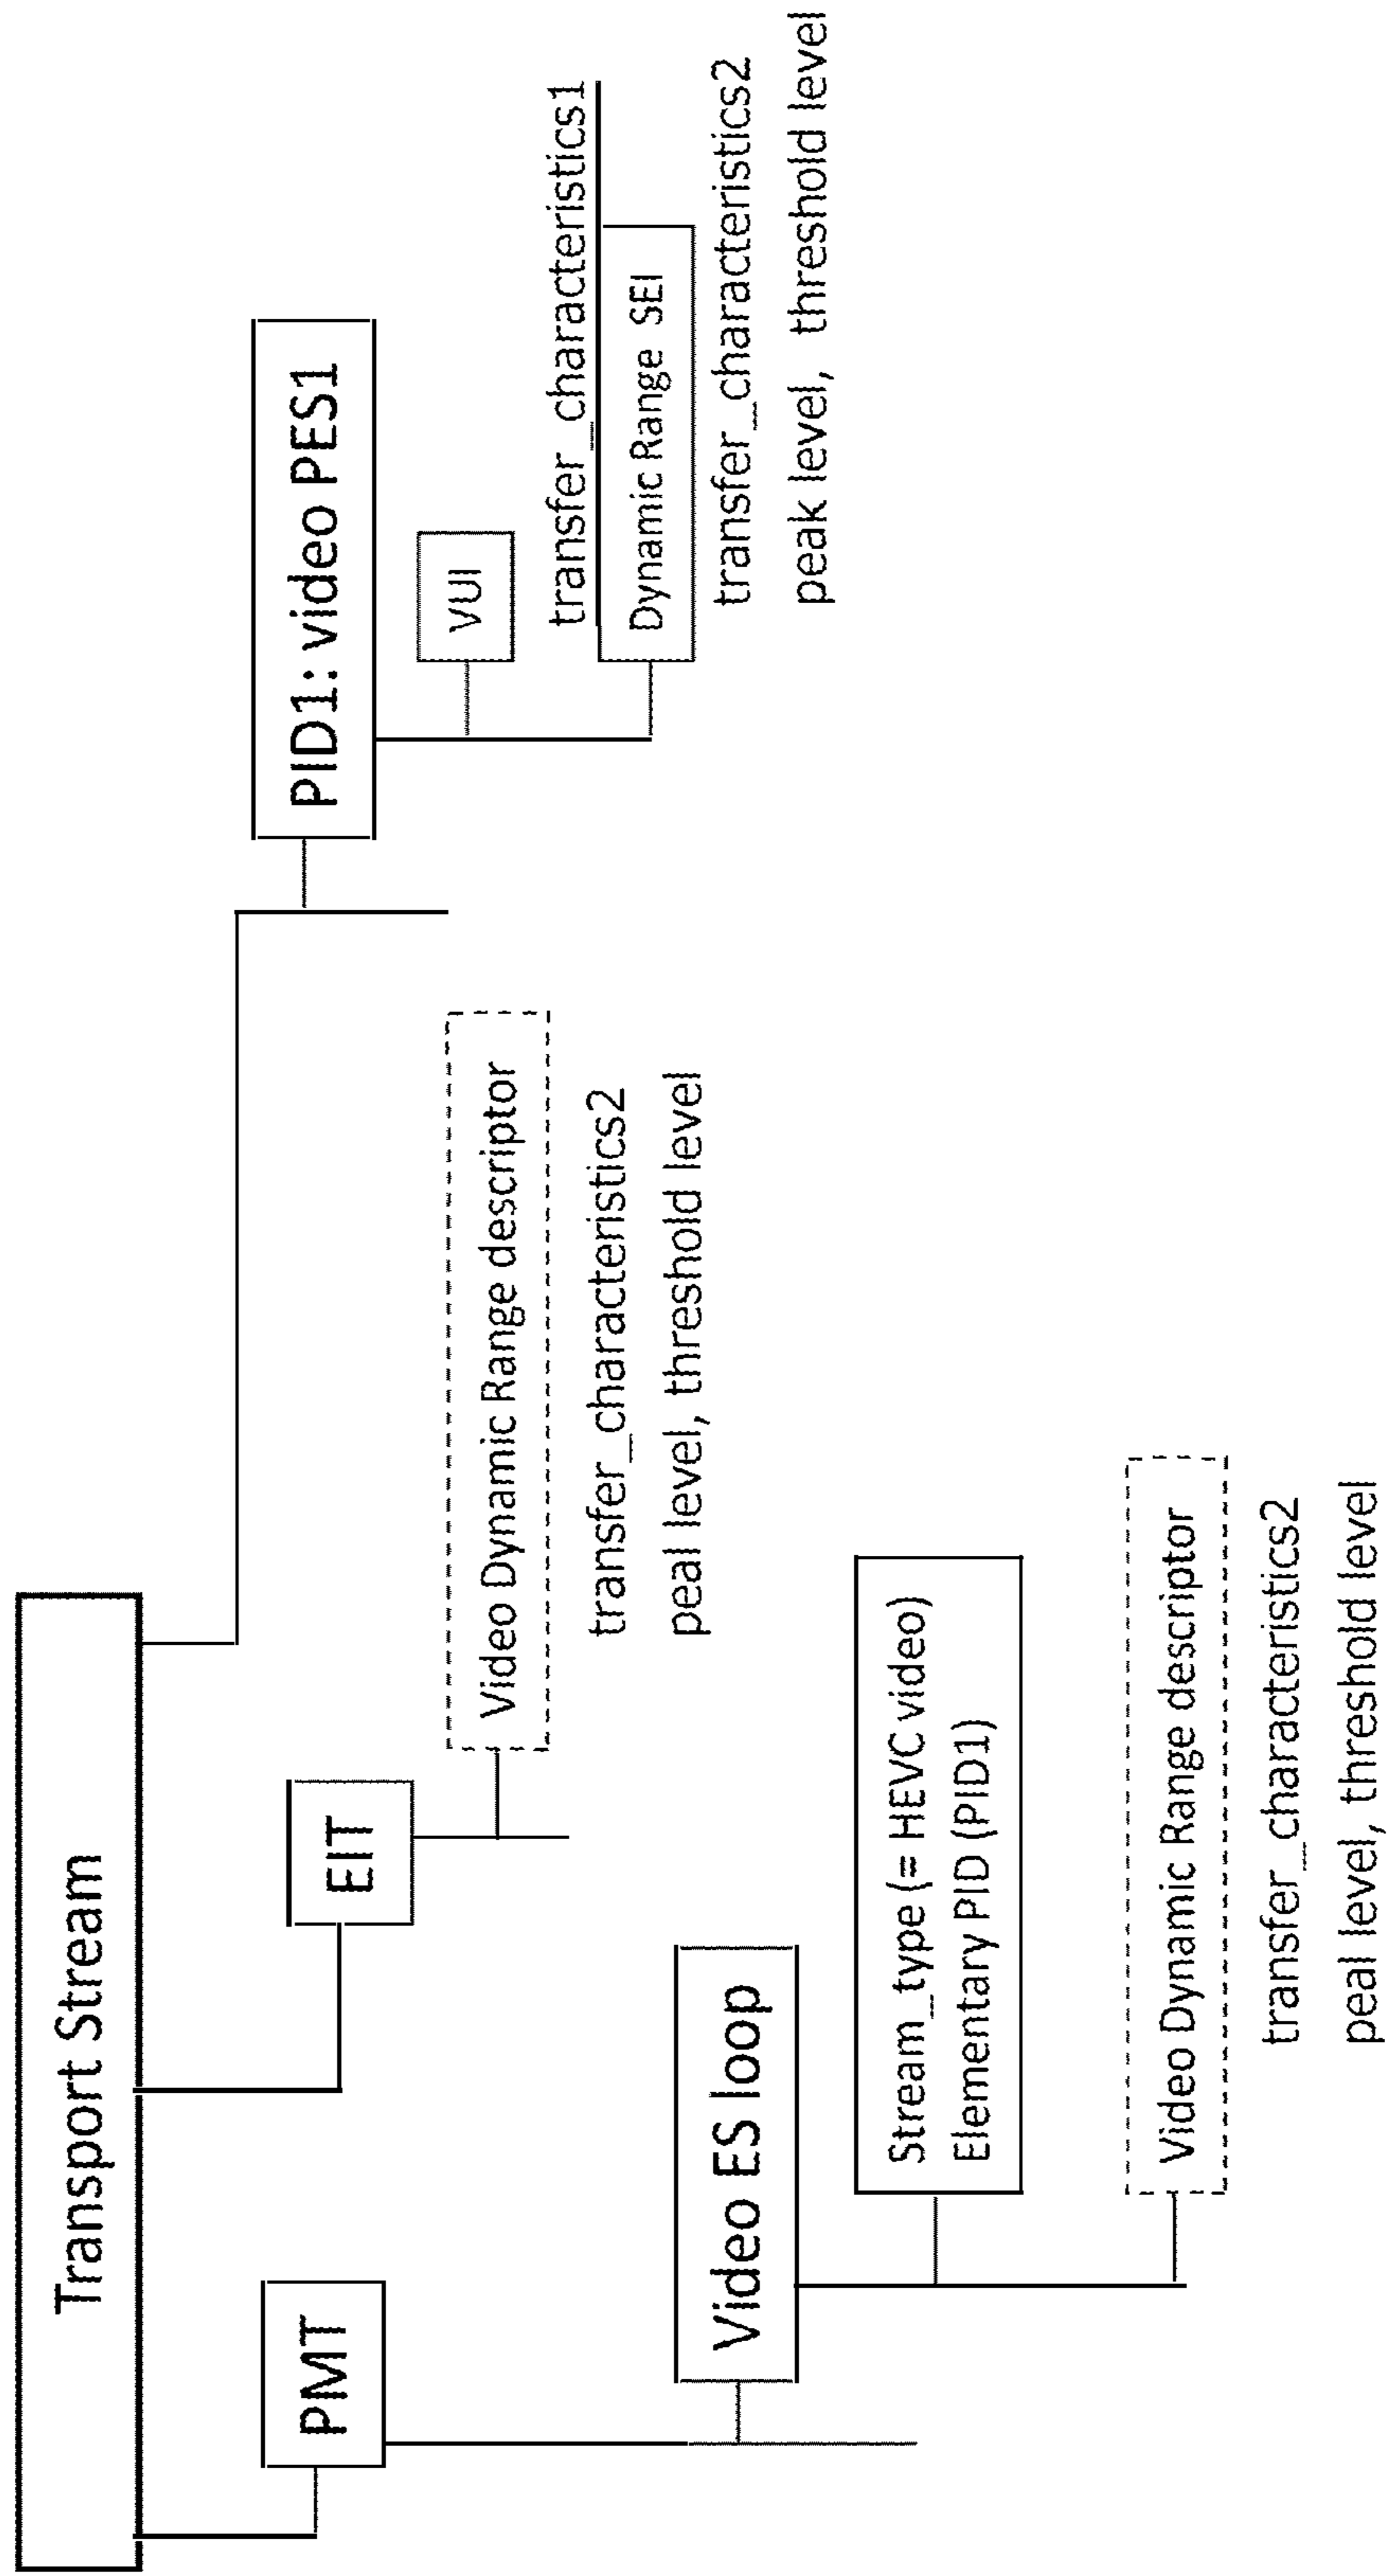 Transport Stream
PMT
Video ES loop
Stream_type (= HEVC video)
Elementary PID (PID1)
Video Dynamic Range descriptor
transfer_characteristics2
peal level, threshold level
EIT
Video Dynamic Range descriptor
transfer_characteristics2
peal level, threshold level
PID1: video PES1
VUI
transfer_characteristics1
Dynamic Range SEI
transfer_characteristics2
peak level, threshold level